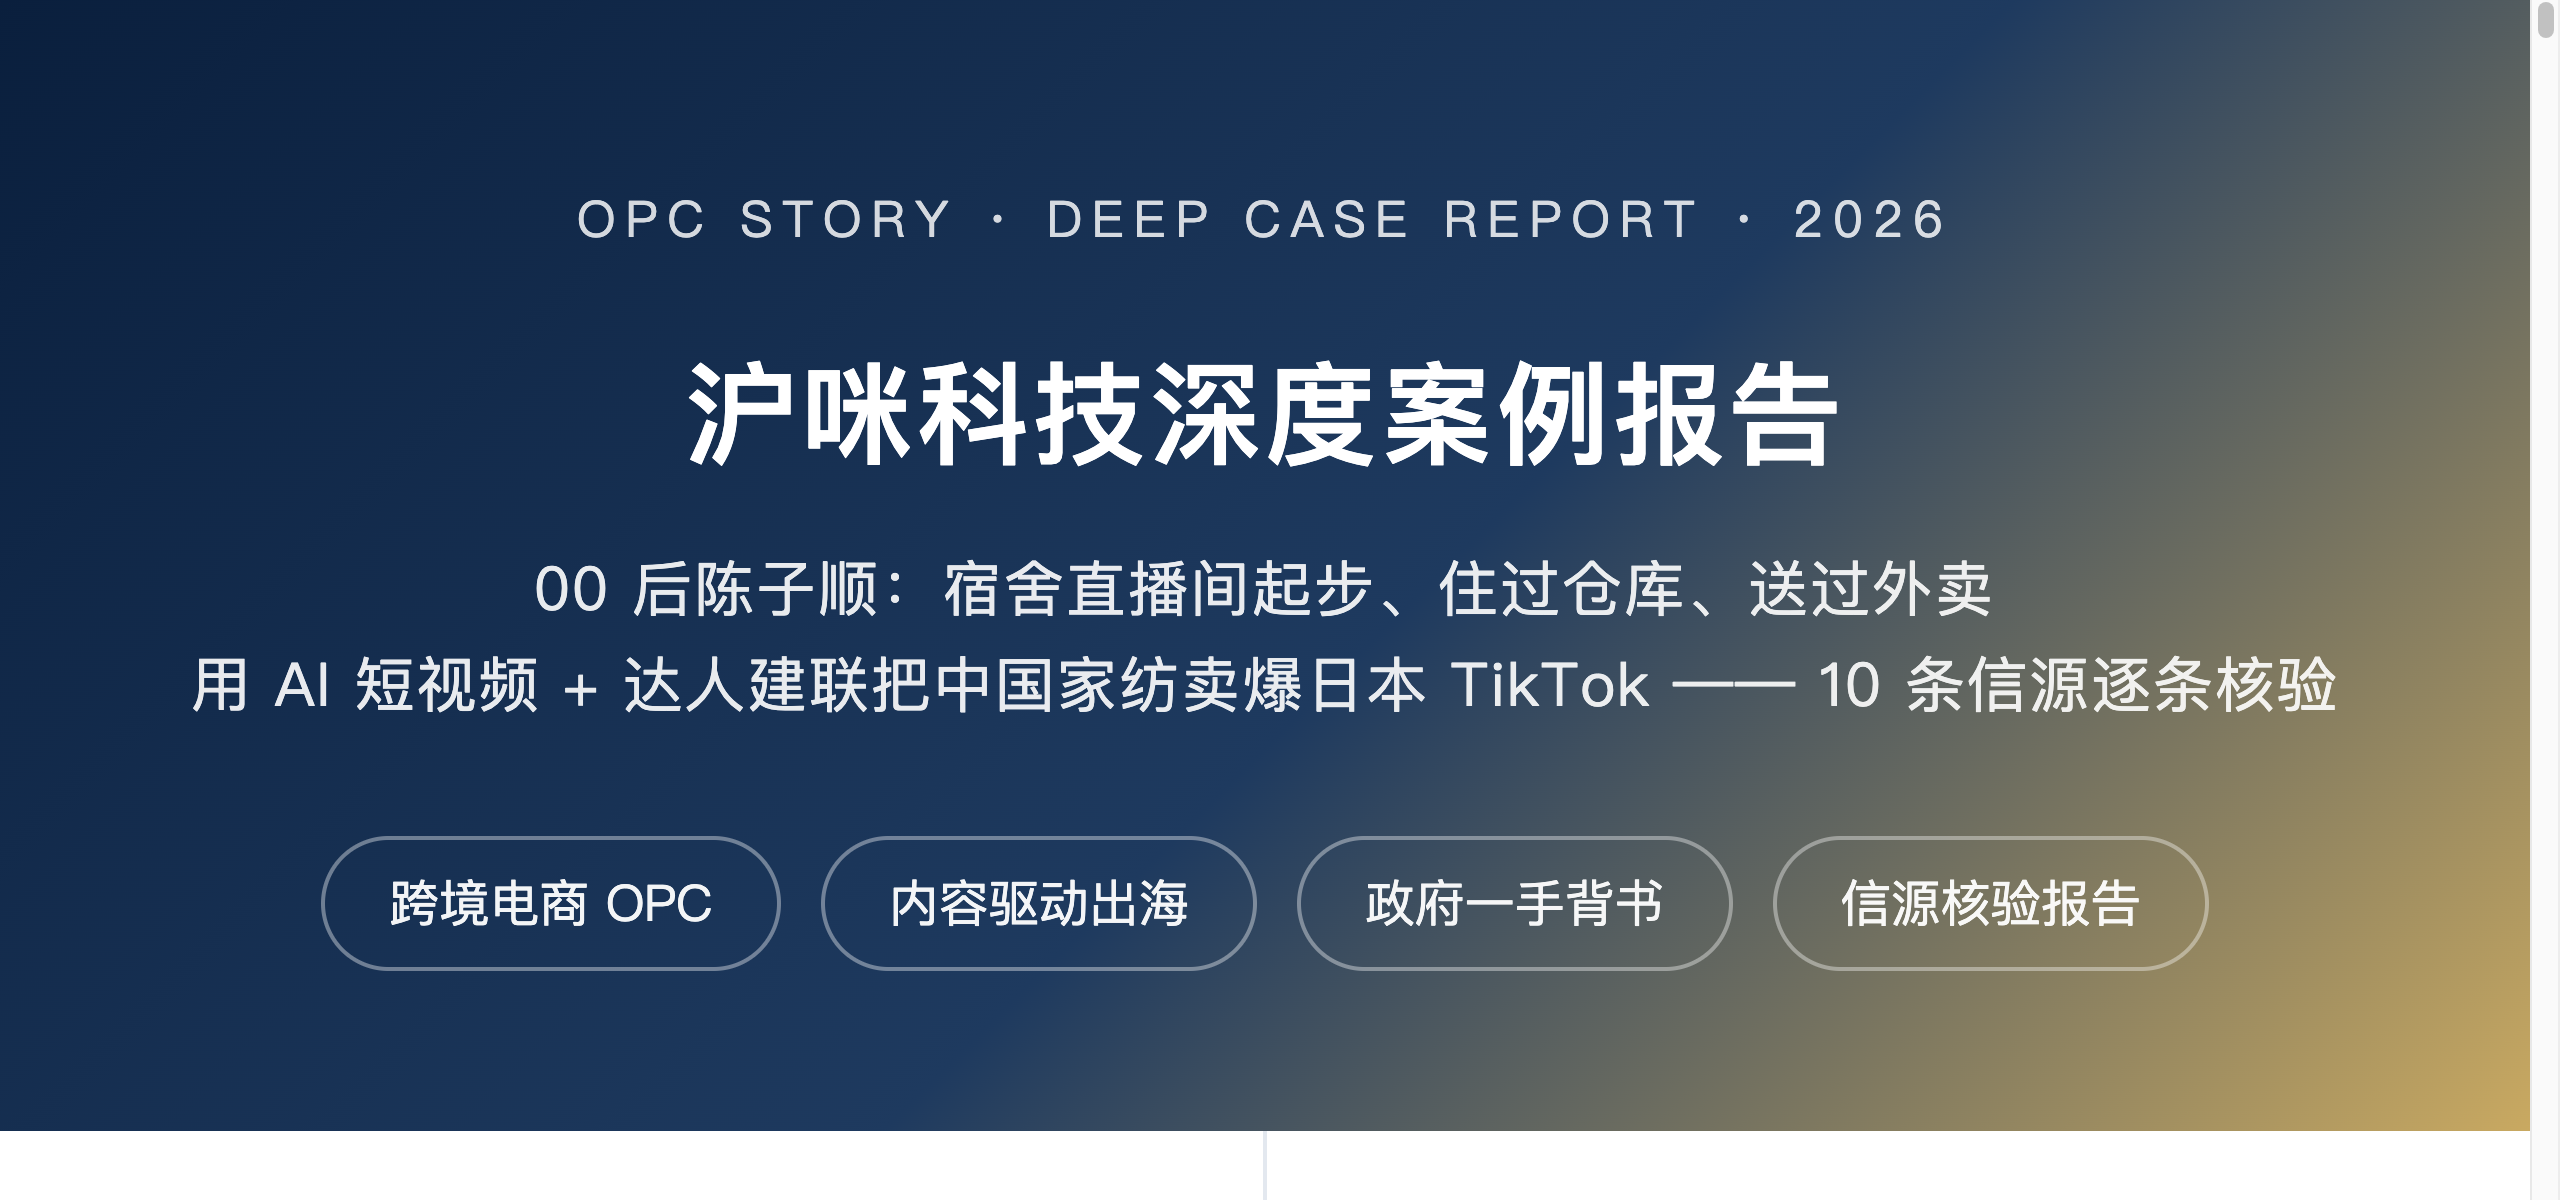 OPC STORY · DEEP CASE REPORT · 2026
沪咪科技深度案例报告
00 后陈子顺：宿舍直播间起步、住过仓库、送过外卖
用 AI 短视频 + 达人建联把中国家纺卖爆日本 TikTok —— 10 条信源逐条核验
跨境电商 OPC
内容驱动出海
政府一手背书
信源核验报告